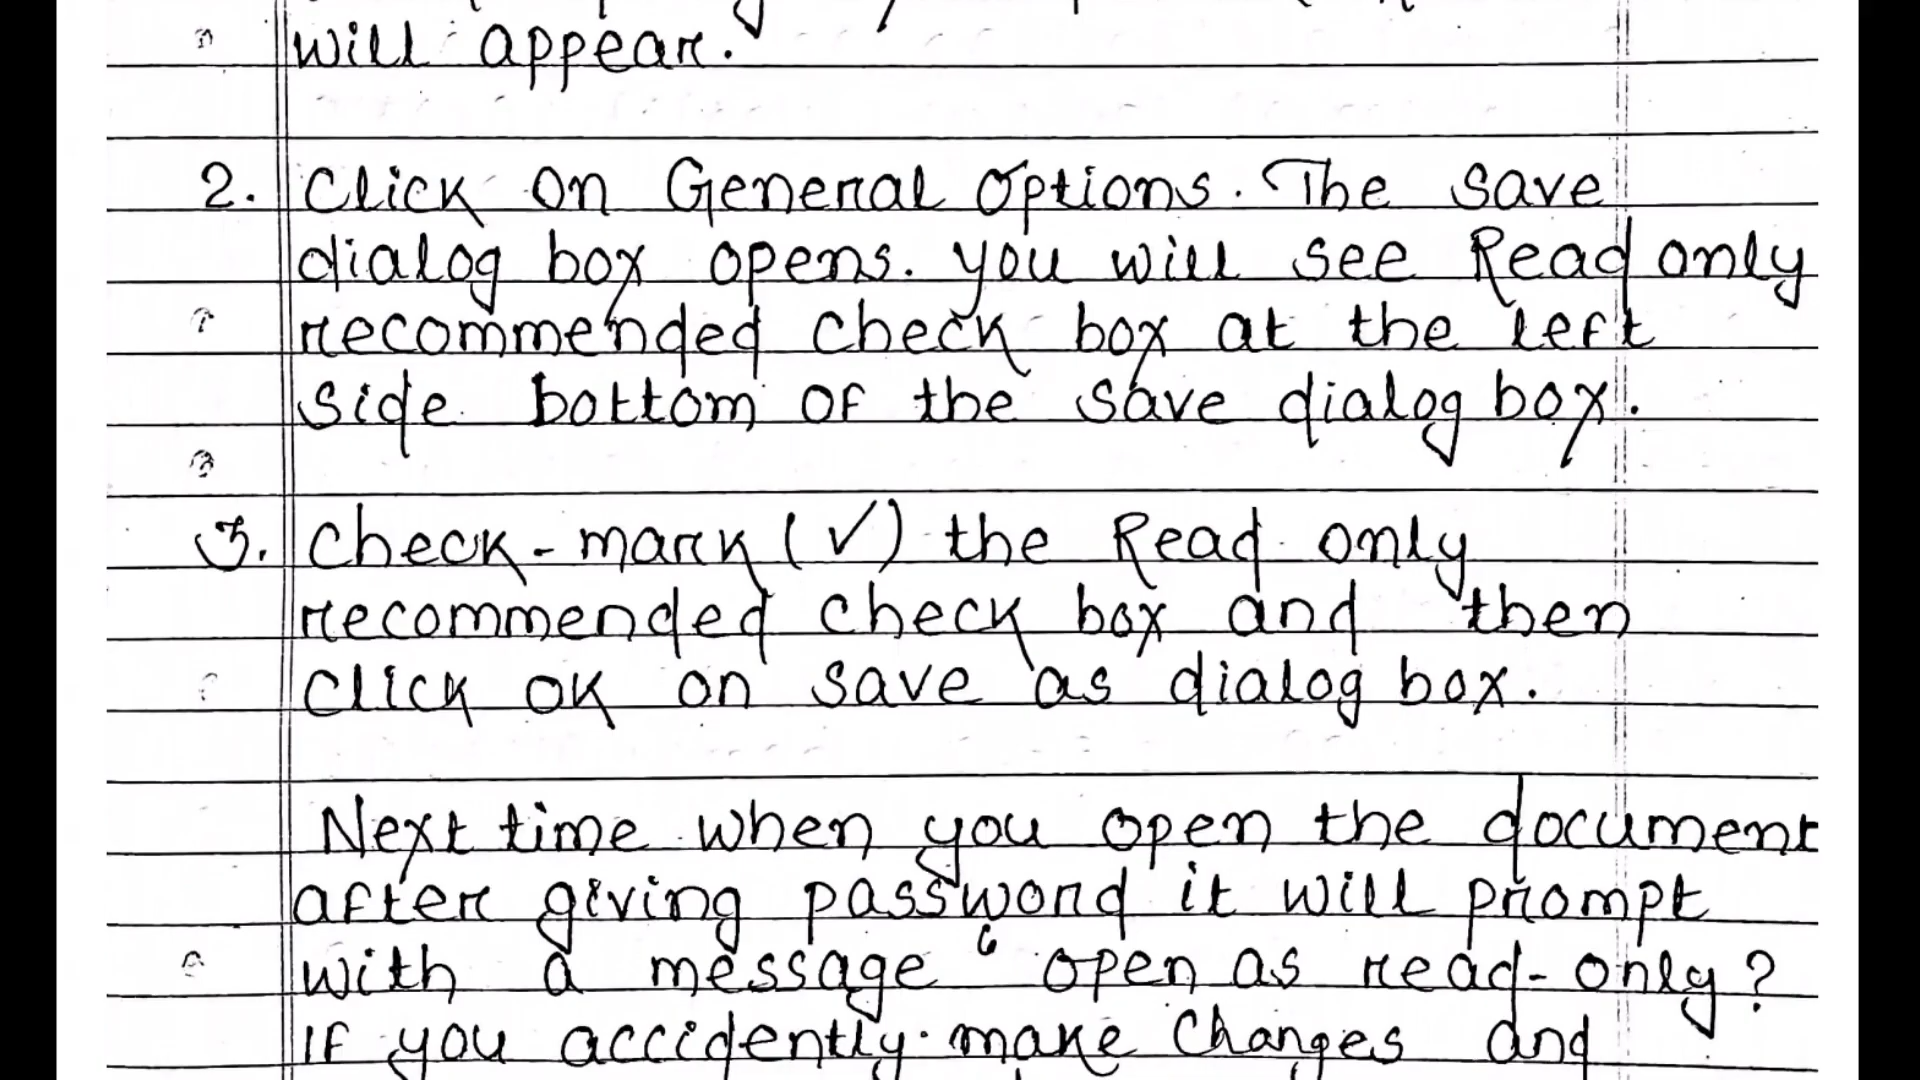 will appear.
2. Click on General Options. The save
dialog box opens. you will see Read only
recommended check box at the left
side bottom of the save dialog box.
3. check-mark (✓) the Read only
recommended check box and then
click ok on save as dialog box.
Next time when you open the document
after giving password it will prompt
with a message “open as read-only?
If you accidently make changes and